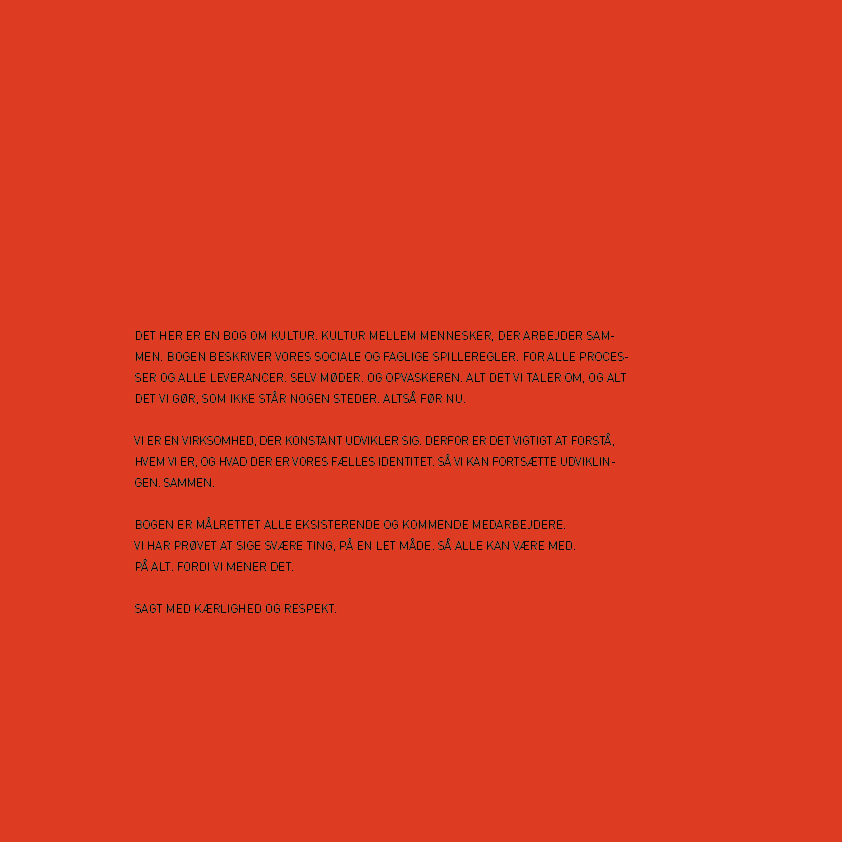 DET HER ER EN BOG OM KULTUR. KULTUR MELLEM MENNESKER, DER ARBEJDER SAM-
MEN. BOGEN BESKRIVER VORES SOCIALE OG FAGLIGE SPILLEREGLER. FOR ALLE PROCES-
SER OG ALLE LEVERANCER. SELV MØDER. OG OPVASKEREN. ALT DET VI TALER OM, OG ALT
DET VI GØR, SOM IKKE STÅR NOGEN STEDER. ALTSÅ FØR NU.
VI ER EN VIRKSOMHED, DER KONSTANT UDVIKLER SIG. DERFOR ER DET VIGTIGT AT FORSTÅ,
HVEM VI ER, OG HVAD DER ER VORES FÆLLES IDENTITET. SÅ VI KAN FORTSÆTTE UDVIKLIN-
GEN. SAMMEN.
BOGEN ER MÅLRETTET ALLE EKSISTERENDE OG KOMMENDE MEDARBEJDERE.
VI HAR PRØVET AT SIGE SVÆRE TING, PÅ EN LET MÅDE. SÅ ALLE KAN VÆRE MED.
PÅ ALT. FORDI VI MENER DET.
SAGT MED KÆRLIGHED OG RESPEKT.